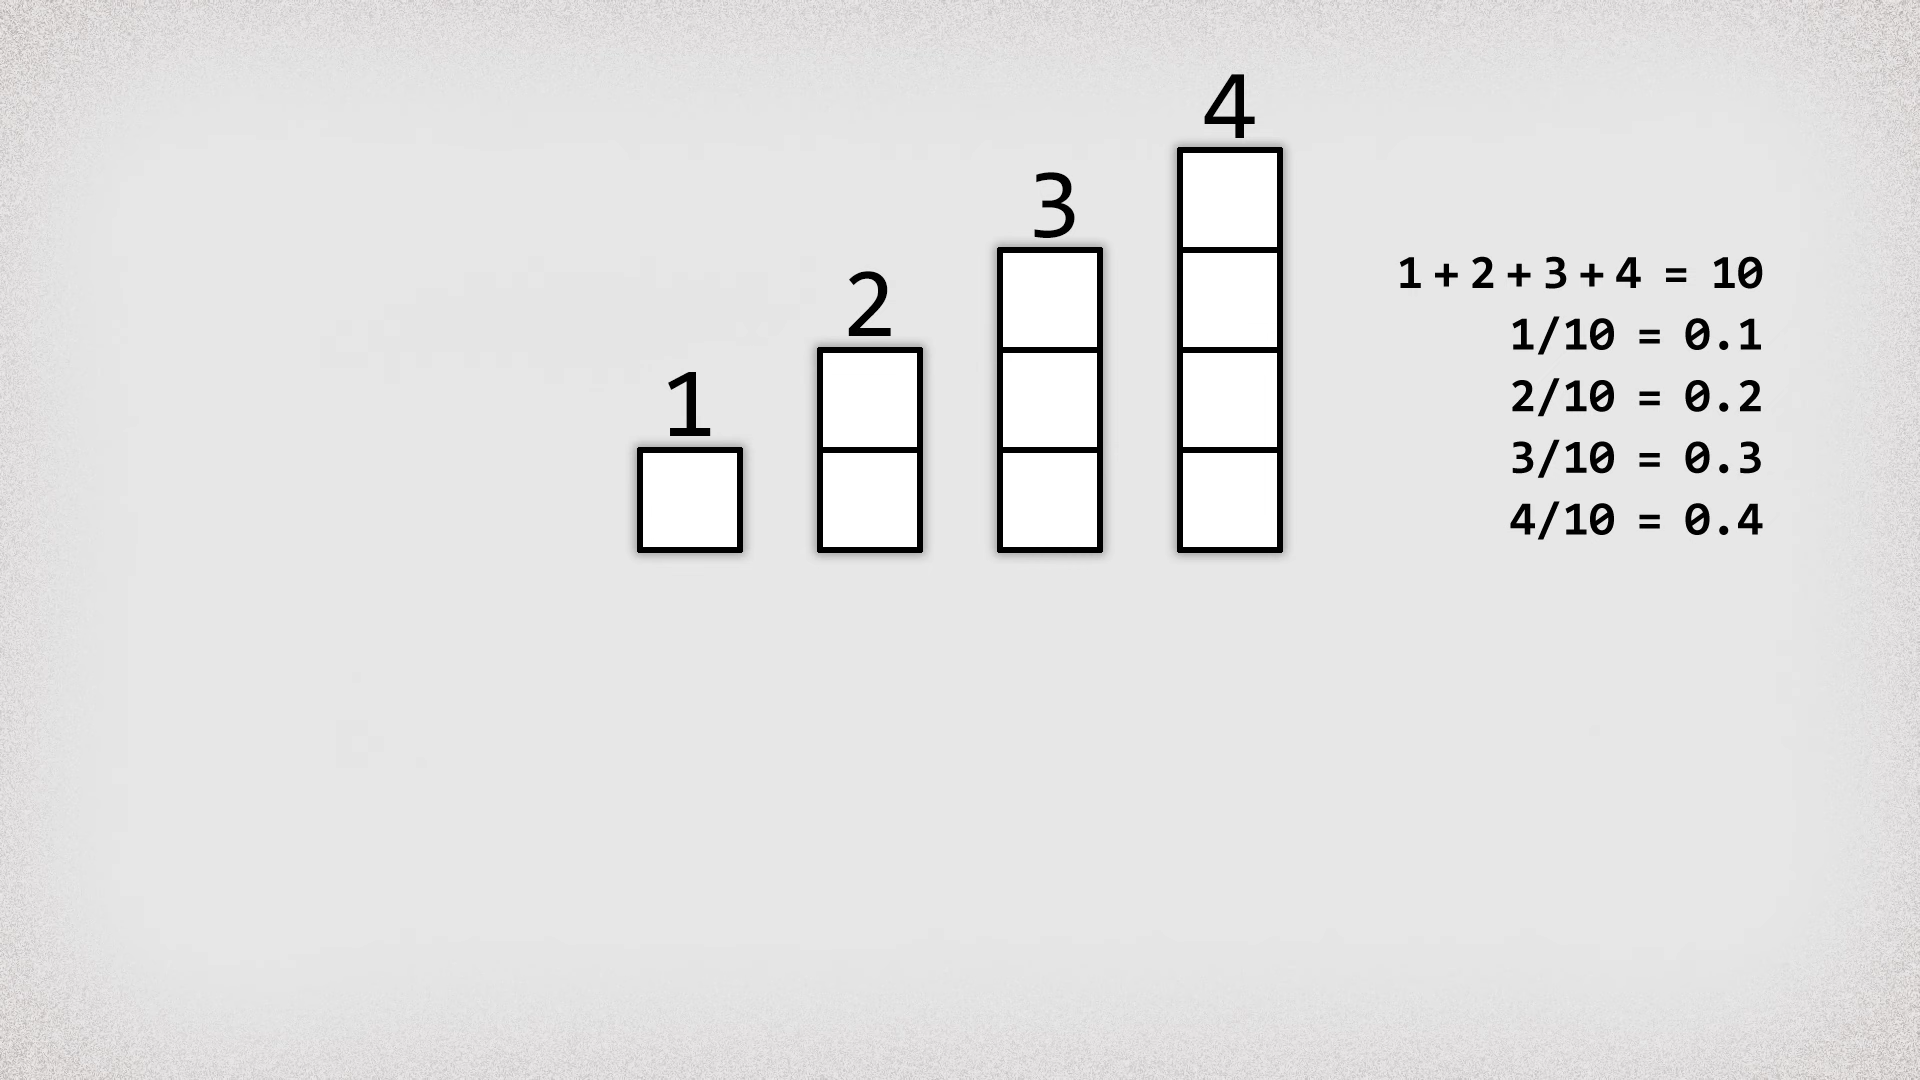 1
2
3
4
1 + 2 + 3 + 4 = 10
1/10 = 0.1
2/10 = 0.2
3/10 = 0.3
4/10 = 0.4